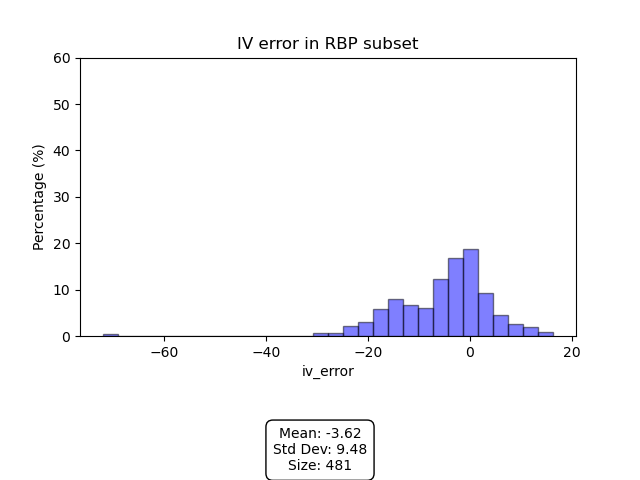 IV error in RBP subset
60
50
40
30
20
10
0
Percentage (%)
−60
−40
−20
0
20
iv_error
Mean: -3.62
Std Dev: 9.48
Size: 481